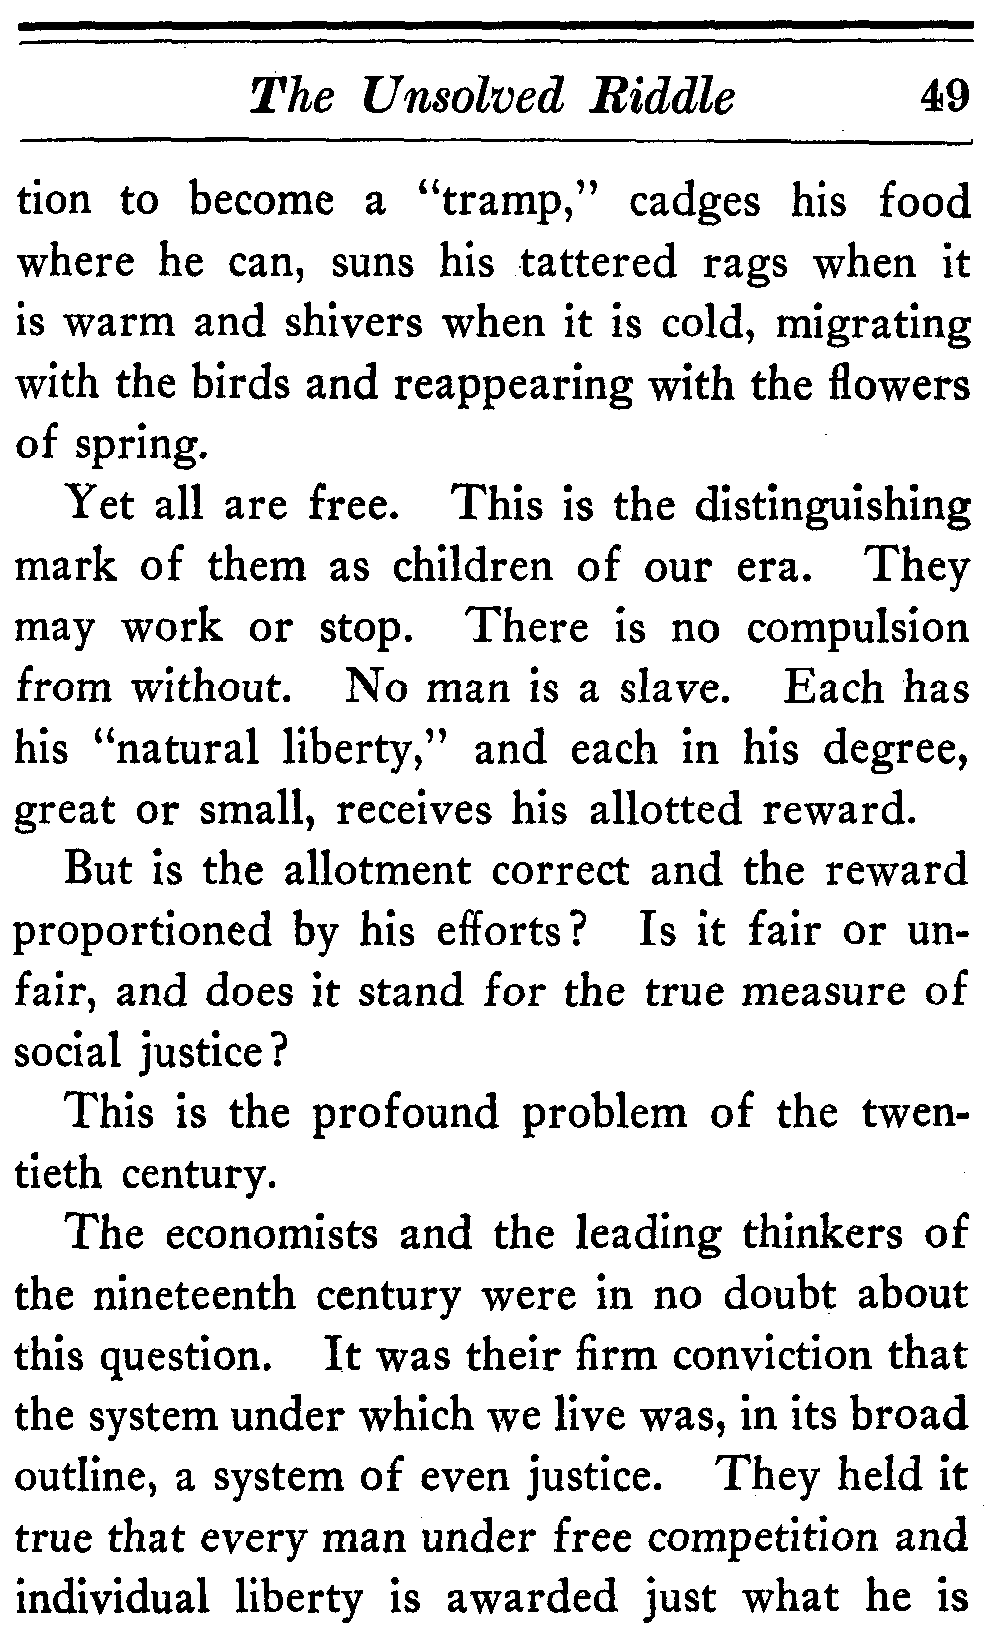 The Unsolved Riddle 49
tion to become a “tramp,” cadges his food
where he can, suns his tattered rags when it
is warm and shivers when it is cold, migrating
with the birds and reappearing with the flowers
of spring.
Yet all are free. This is the distinguishing
mark of them as children of our era. They
may work or stop. There is no compulsion
from without. No man is a slave. Each has
his “natural liberty,” and each in his degree,
great or small, receives his allotted reward.
But is the allotment correct and the reward
proportioned by his efforts? Is it fair or un-
fair, and does it stand for the true measure of
social justice?
This is the profound problem of the twen-
tieth century.
The economists and the leading thinkers of
the nineteenth century were in no doubt about
this question. It was their firm conviction that
the system under which we live was, in its broad
outline, a system of even justice. They held it
true that every man under free competition and
individual liberty is awarded just what he is